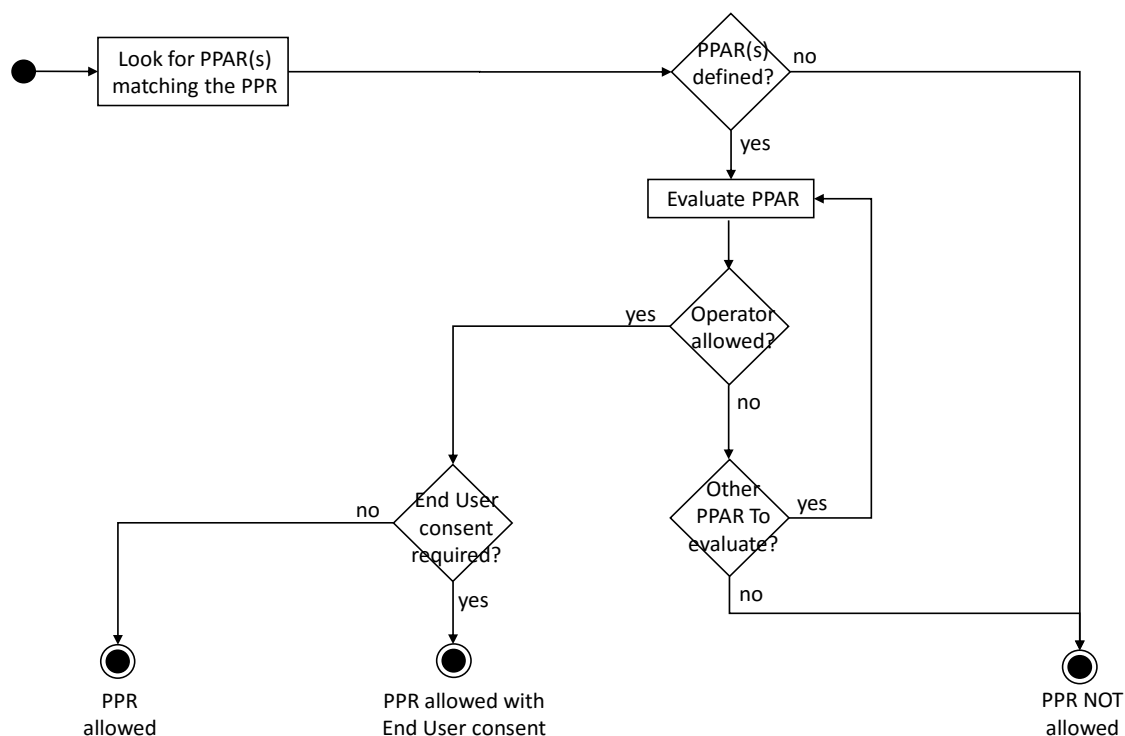 Look for PPAR(s)
matching the PPR
PPAR(s)
defined?
no
yes
Evaluate PPAR
yes
Operator
allowed?
no
no
End User
consent
required?
yes
Other
PPAR To
evaluate?
yes
no
PPR
allowed
PPR allowed with
End User consent
PPR NOT
allowed